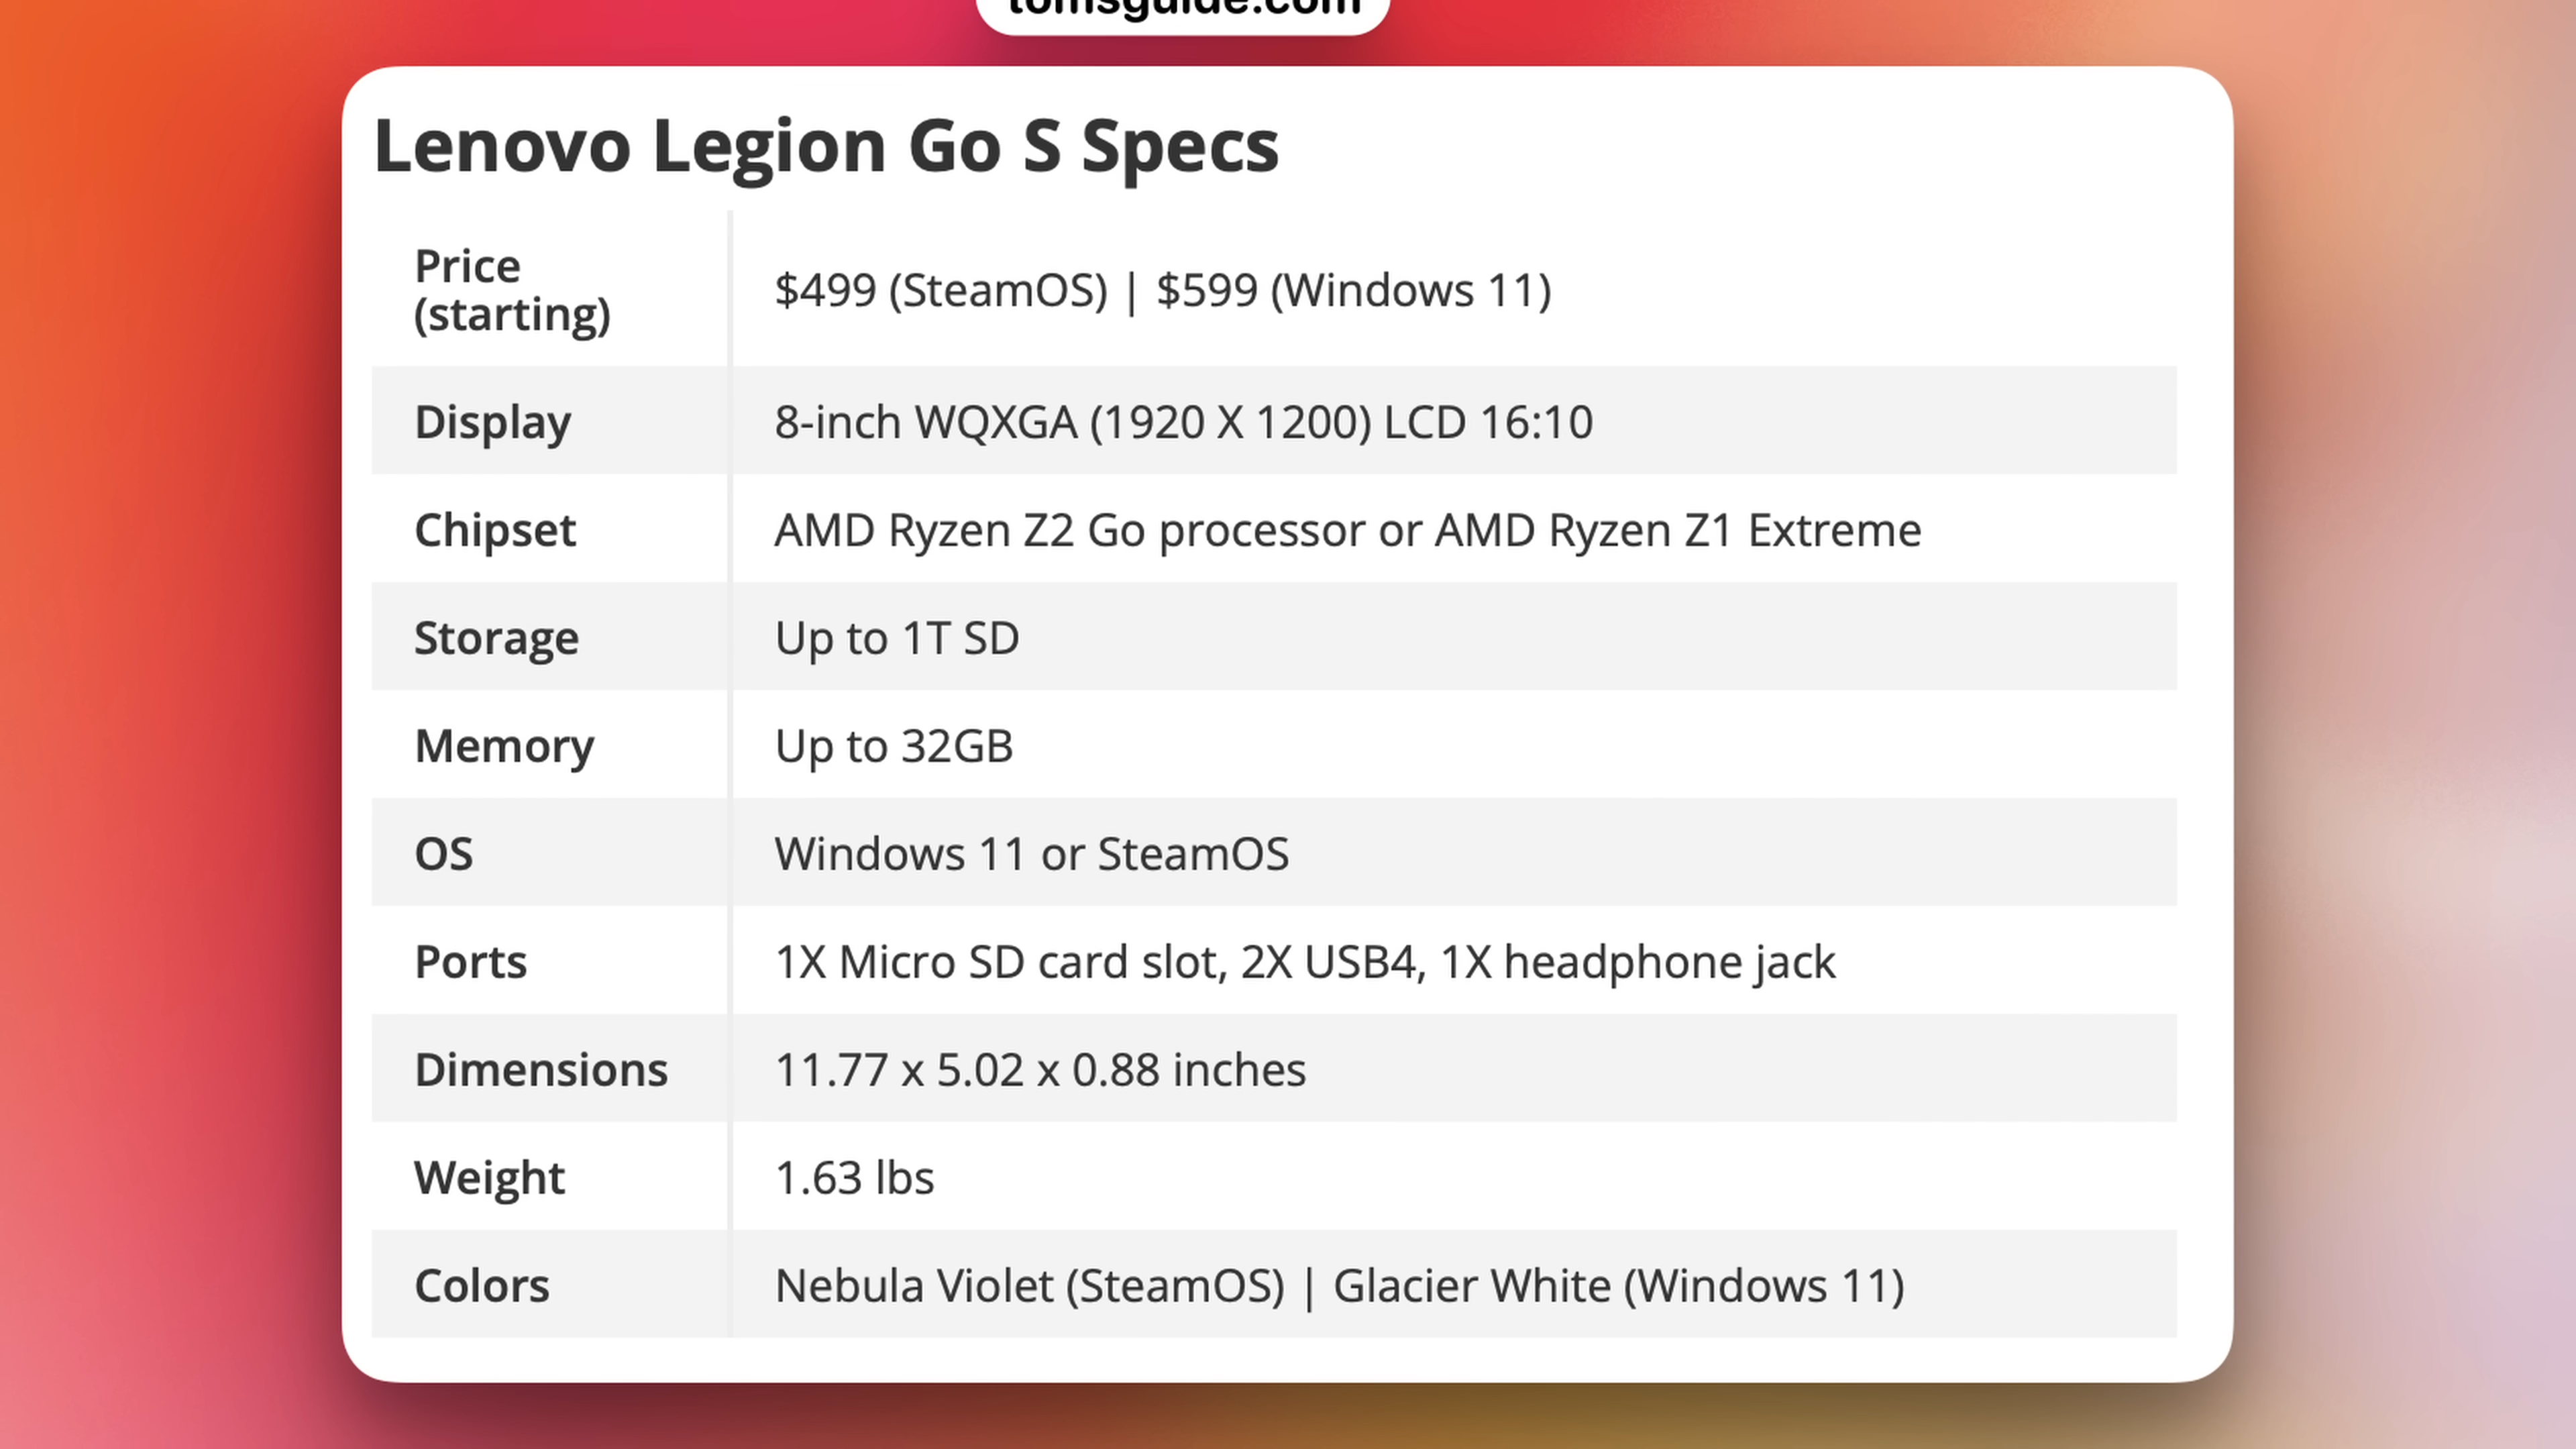 tomsguide.com
Lenovo Legion Go S Specs
Price
(starting)
$499 (SteamOS) | $599 (Windows 11)
Display
8-inch WQXGA (1920 X 1200) LCD 16:10
Chipset
AMD Ryzen Z2 Go processor or AMD Ryzen Z1 Extreme
Storage
Up to 1T SD
Memory
Up to 32GB
OS
Windows 11 or SteamOS
Ports
1X Micro SD card slot, 2X USB4, 1X headphone jack
Dimensions
11.77 x 5.02 x 0.88 inches
Weight
1.63 lbs
Colors
Nebula Violet (SteamOS) | Glacier White (Windows 11)